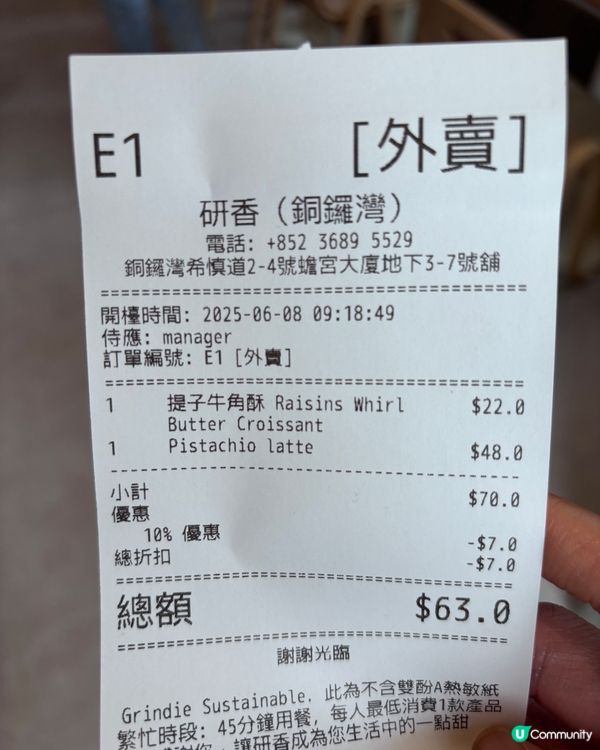 E1 [外賣]
研香 (銅鑼灣)
電話: +852 3689 5529
銅鑼灣希慎道2-4號蟾宮大廈地下3-7號舖
開檯時間: 2025-06-08 09:18:49
侍應: manager
訂單編號: E1 [外賣]
1 提子牛角酥 Raisins Whirl $22.0
Butter Croissant
1 Pistachio latte $48.0
小計 $70.0
優惠
10% 優惠 -$7.0
總折扣 -$7.0
總額 $63.0
謝謝光臨
Grindie Sustainable, 此為不含雙酚A熱敏紙
繁忙時段: 45分鐘用餐, 每人最低消費1款產品
讓研香成為您生活中的一點甜
U Community